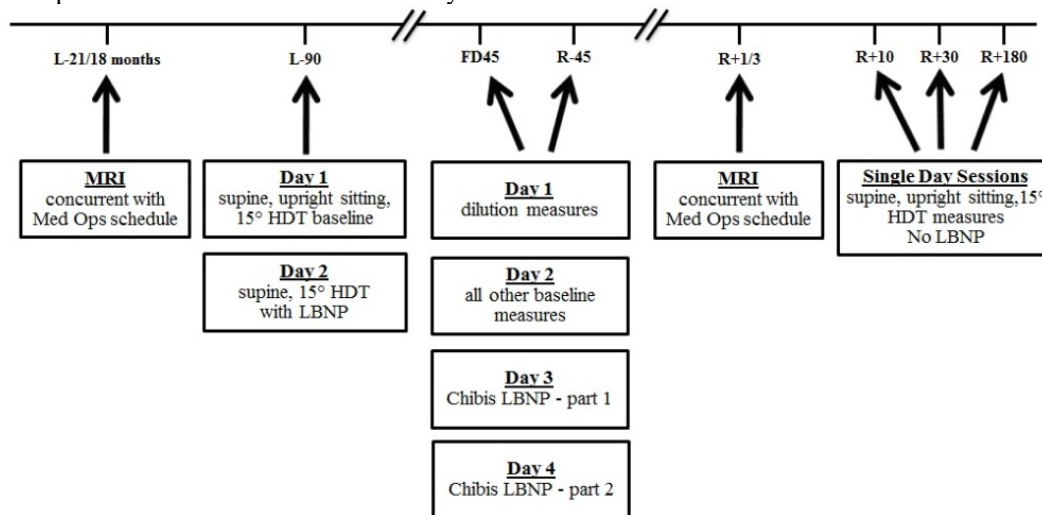 L-21/18 months
L-90
FD45
R-45
R+1/3
R+10
R+30
R+180
MRI
concurrent with
Med Ops schedule
Day 1
supine, upright sitting,
15° HDT baseline
Day 2
supine, 15° HDT
with LBNP
Day 1
dilution measures
Day 2
all other baseline
measures
Day 3
Chibis LBNP - part 1
Day 4
Chibis LBNP - part 2
MRI
concurrent with
Med Ops schedule
Single Day Sessions
supine, upright sitting,15°
HDT measures
No LBNP